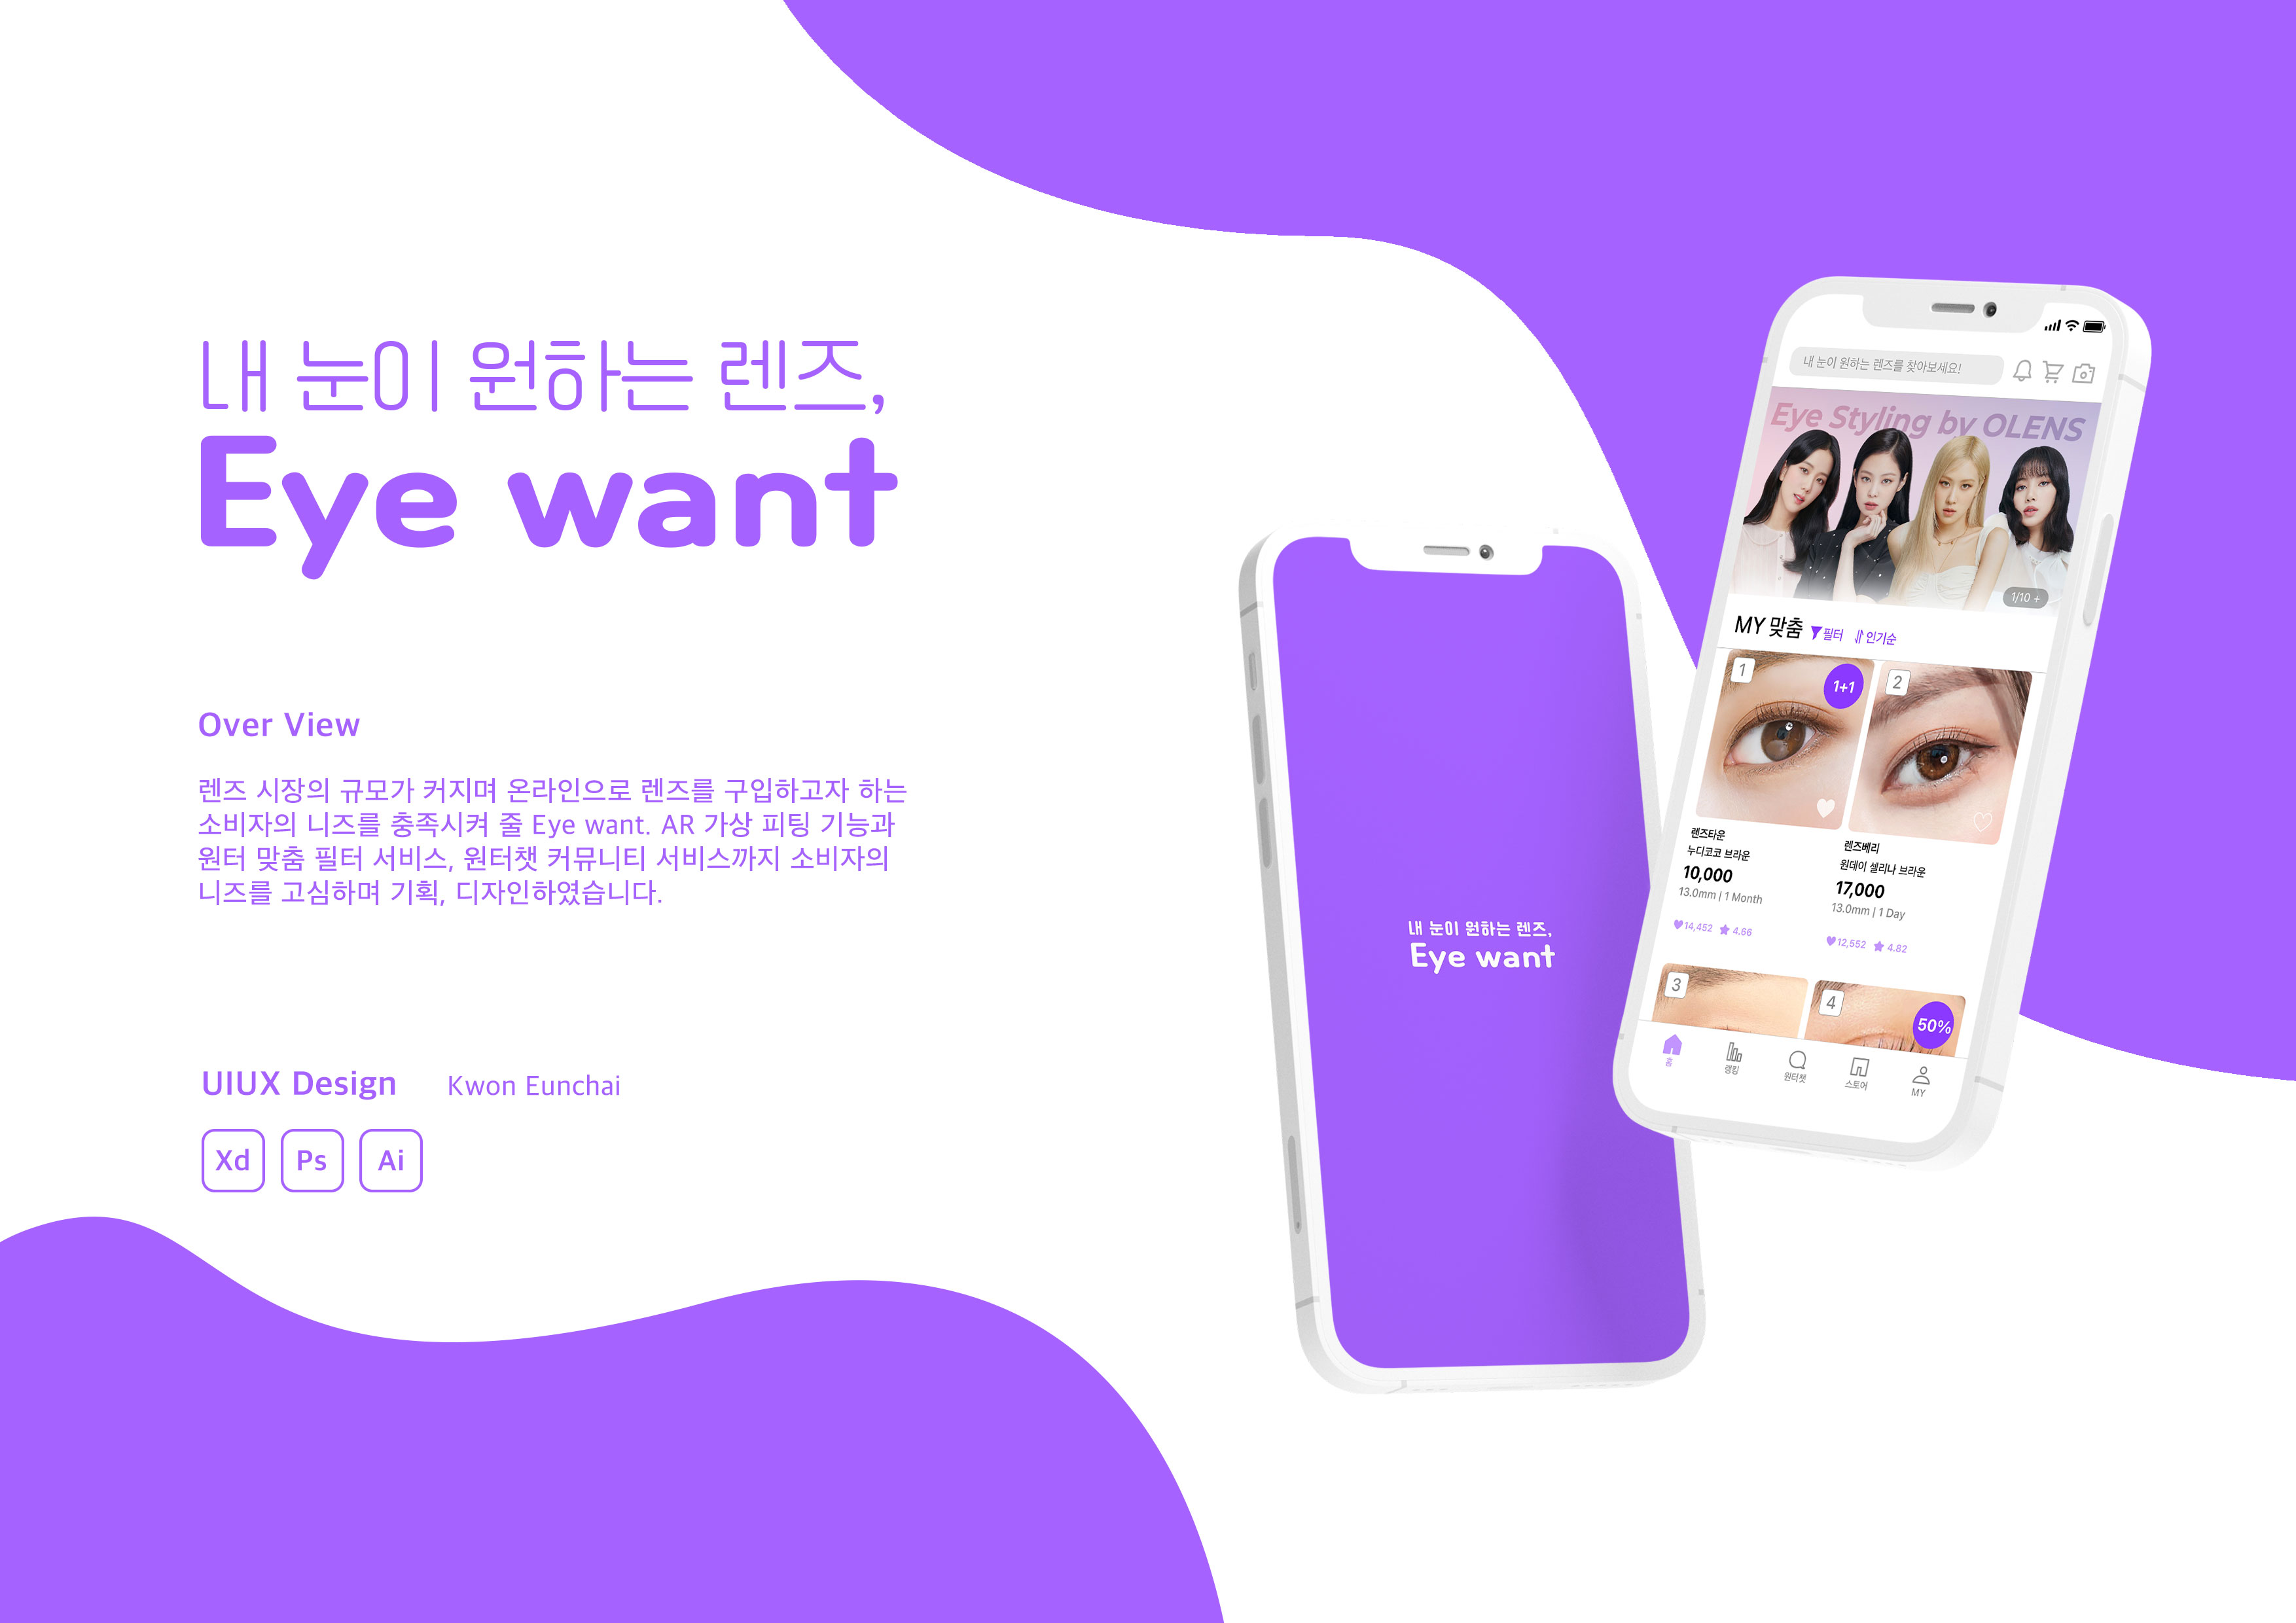 내 눈이 원하는 렌즈,
Eye want
Over View
렌즈 시장의 규모가 커지며 온라인으로 렌즈를 구입하고자 하는
소비자의 니즈를 충족시켜 줄 Eye want. AR 가상 피팅 기능과
원터 맞춤 필터 서비스, 원터챗 커뮤니티 서비스까지 소비자의
니즈를 고심하며 기획, 디자인하였습니다.
UIUX Design Kwon Eunchai
Xd Ps Ai
내 눈이 원하는 렌즈,
Eye want
내 눈이 원하는 렌즈를 찾아보세요!
Eye Styling by OLENS
1/10 +
MY 맞춤 필터 인기순
1 1+1 2
렌즈타운
누디코코 브라운
10,000
13.0mm | 1 Month
14,452 4.66
렌즈베리
원데이 셀리나 브라운
17,000
13.0mm | 1 Day
12,552 4.82
3 4 50%
홈 랭킹 원터챗 스토어 MY